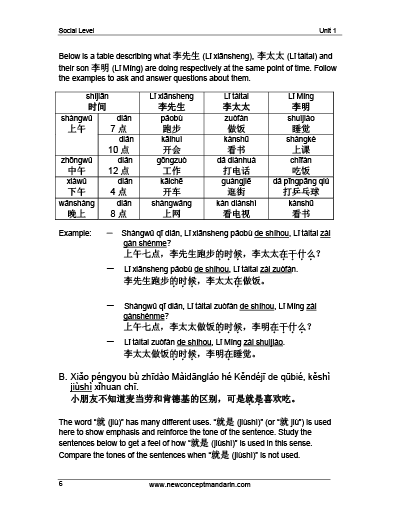 Social Level Unit 1
Below is a table describing what 李先生 (Lǐ xiānsheng), 李太太 (Lǐ tàitai) and
their son 李明 (Lǐ Míng) are doing respectively at the same point of time. Follow
the examples to ask and answer questions about them.
shíjiān Lǐ xiānsheng Lǐ tàitai Lǐ Míng
时间 李先生 李太太 李明
shàngwǔ diǎn pǎobù zuòfàn shuìjiào
上午 7 点 跑步 做饭 睡觉
diǎn kāihuì kànshū shàngkè
10 点 开会 看书 上课
zhōngwǔ diǎn gōngzuò dǎ diànhuà chīfàn
中午 12 点 工作 打电话 吃饭
xiàwǔ diǎn kāichē guàngjiē dǎ pīngpāng qiú
下午 4 点 开车 逛街 打乒乓球
wǎnshàng diǎn shàngwǎng kàn diànshì kànshū
晚上 8 点 上网 看电视 看书
Example: — Shàngwǔ qī diǎn, Lǐ xiānsheng pǎobù de shíhou, Lǐ tàitai zài
gàn shénme?
上午七点，李先生跑步的时候，李太太在干什么？
— Lǐ xiānsheng pǎobù de shíhou, Lǐ tàitai zài zuòfàn.
李先生跑步的时候，李太太在做饭。
— Shàngwǔ qī diǎn, Lǐ tàitai zuòfàn de shíhou, Lǐ Míng zài
gànshénme?
上午七点，李太太做饭的时候，李明在干什么？
— Lǐ tàitai zuòfàn de shíhou, Lǐ Míng zài shuìjiào.
李太太做饭的时候，李明在睡觉。
B. Xiǎo péngyou bù zhīdào Màidāngláo hé Kěndéjī de qūbié, kěshì
jiùshì xǐhuan chī.
小朋友不知道麦当劳和肯德基的区别，可是就是喜欢吃。
The word “就 (jiù)” has many different uses. “就是 (jiùshì)” (or “就 jiù”) is used
here to show emphasis and reinforce the tone of the sentence. Study the
sentences below to get a feel of how “就是 (jiùshì)” is used in this sense.
Compare the tones of the sentences when “就是 (jiùshì)” is not used.
6 www.newconceptmandarin.com